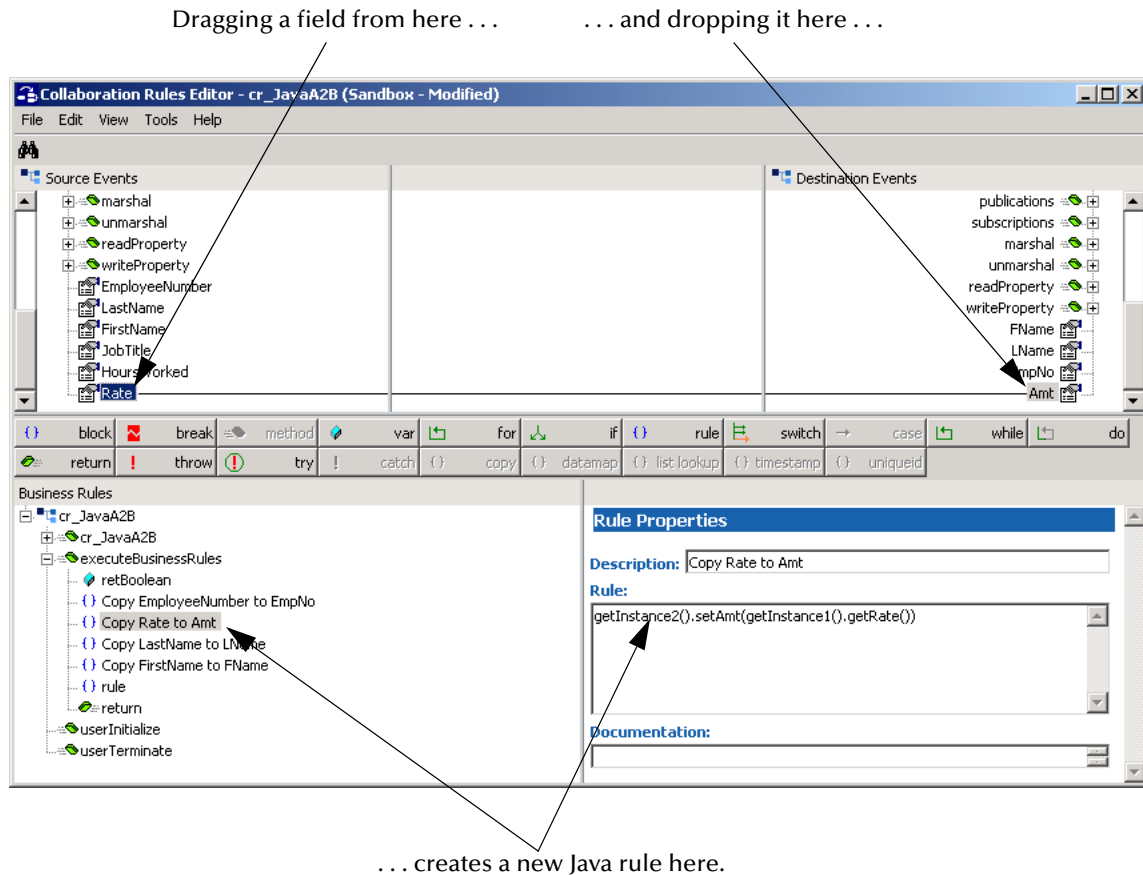 Dragging a field from here . . .
. . . and dropping it here . . .
Collaboration Rules Editor - cr_JavaA2B (Sandbox - Modified)
File Edit View Tools Help
Source Events
Destination Events
marshal
unmarshal
readProperty
writeProperty
EmployeeNumber
LastName
FirstName
JobTitle
HoursWorked
Rate
publications
subscriptions
marshal
unmarshal
readProperty
writeProperty
FName
LName
EmpNo
Amt
{} block break method var for if {} rule switch case while do
return ! throw ! try ! catch {} copy {} datamap {} list lookup {} timestamp {} uniqueid
Business Rules
cr_JavaA2B
cr_JavaA2B
executeBusinessRules
retBoolean
{} Copy EmployeeNumber to EmpNo
{} Copy Rate to Amt
{} Copy LastName to LName
{} Copy FirstName to FName
{} rule
return
userInitialize
userTerminate
Rule Properties
Description: Copy Rate to Amt
Rule:
getInstance2().setAmt(getInstance1().getRate())
Documentation:
. . . creates a new Java rule here.